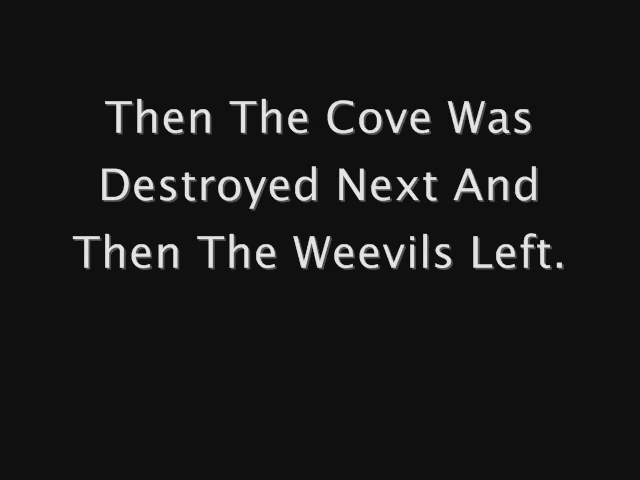 Then The Cove Was
Destroyed Next And
Then The Weevils Left.